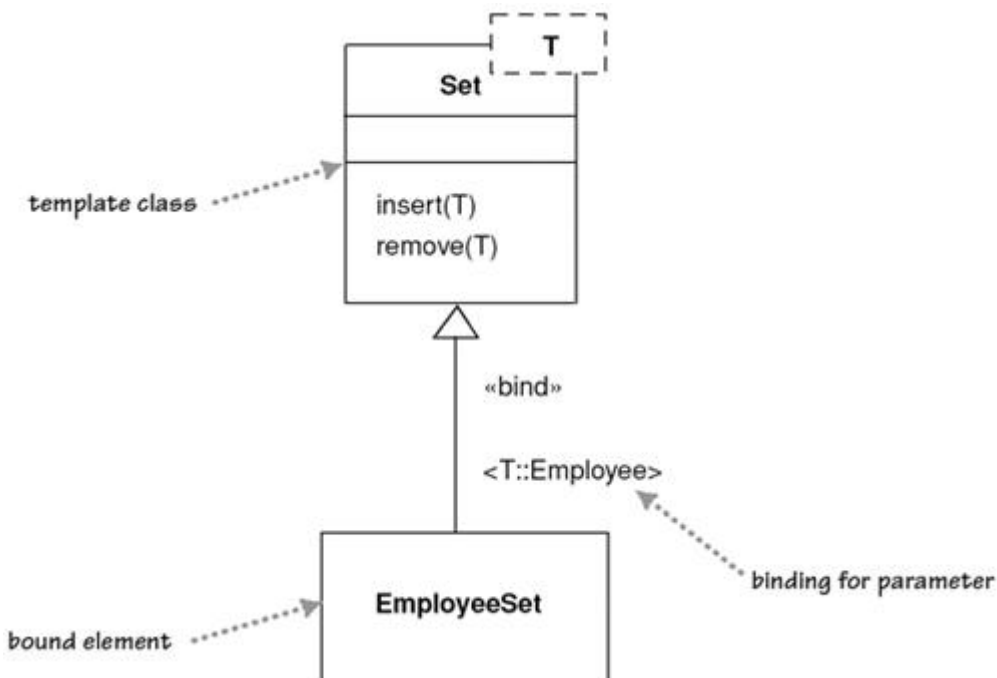 T
Set
template class
insert(T)
remove(T)
«bind»
<T::Employee>
binding for parameter
EmployeeSet
bound element